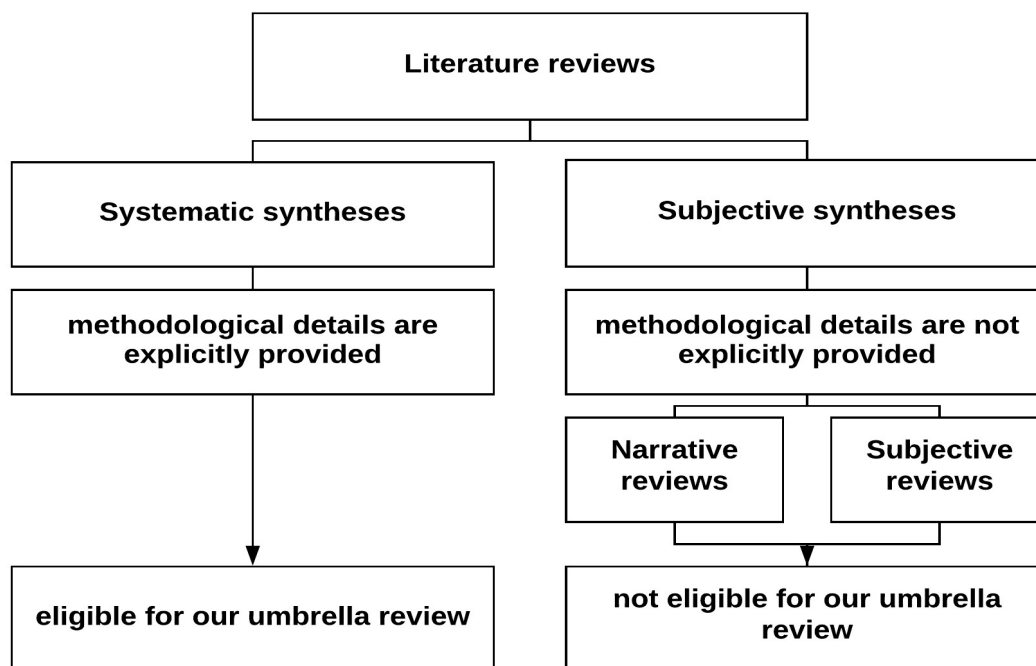 Literature reviews
Systematic syntheses
Subjective syntheses
methodological details are
explicitly provided
methodological details are not
explicitly provided
Narrative
reviews
Subjective
reviews
eligible for our umbrella review
not eligible for our umbrella
review